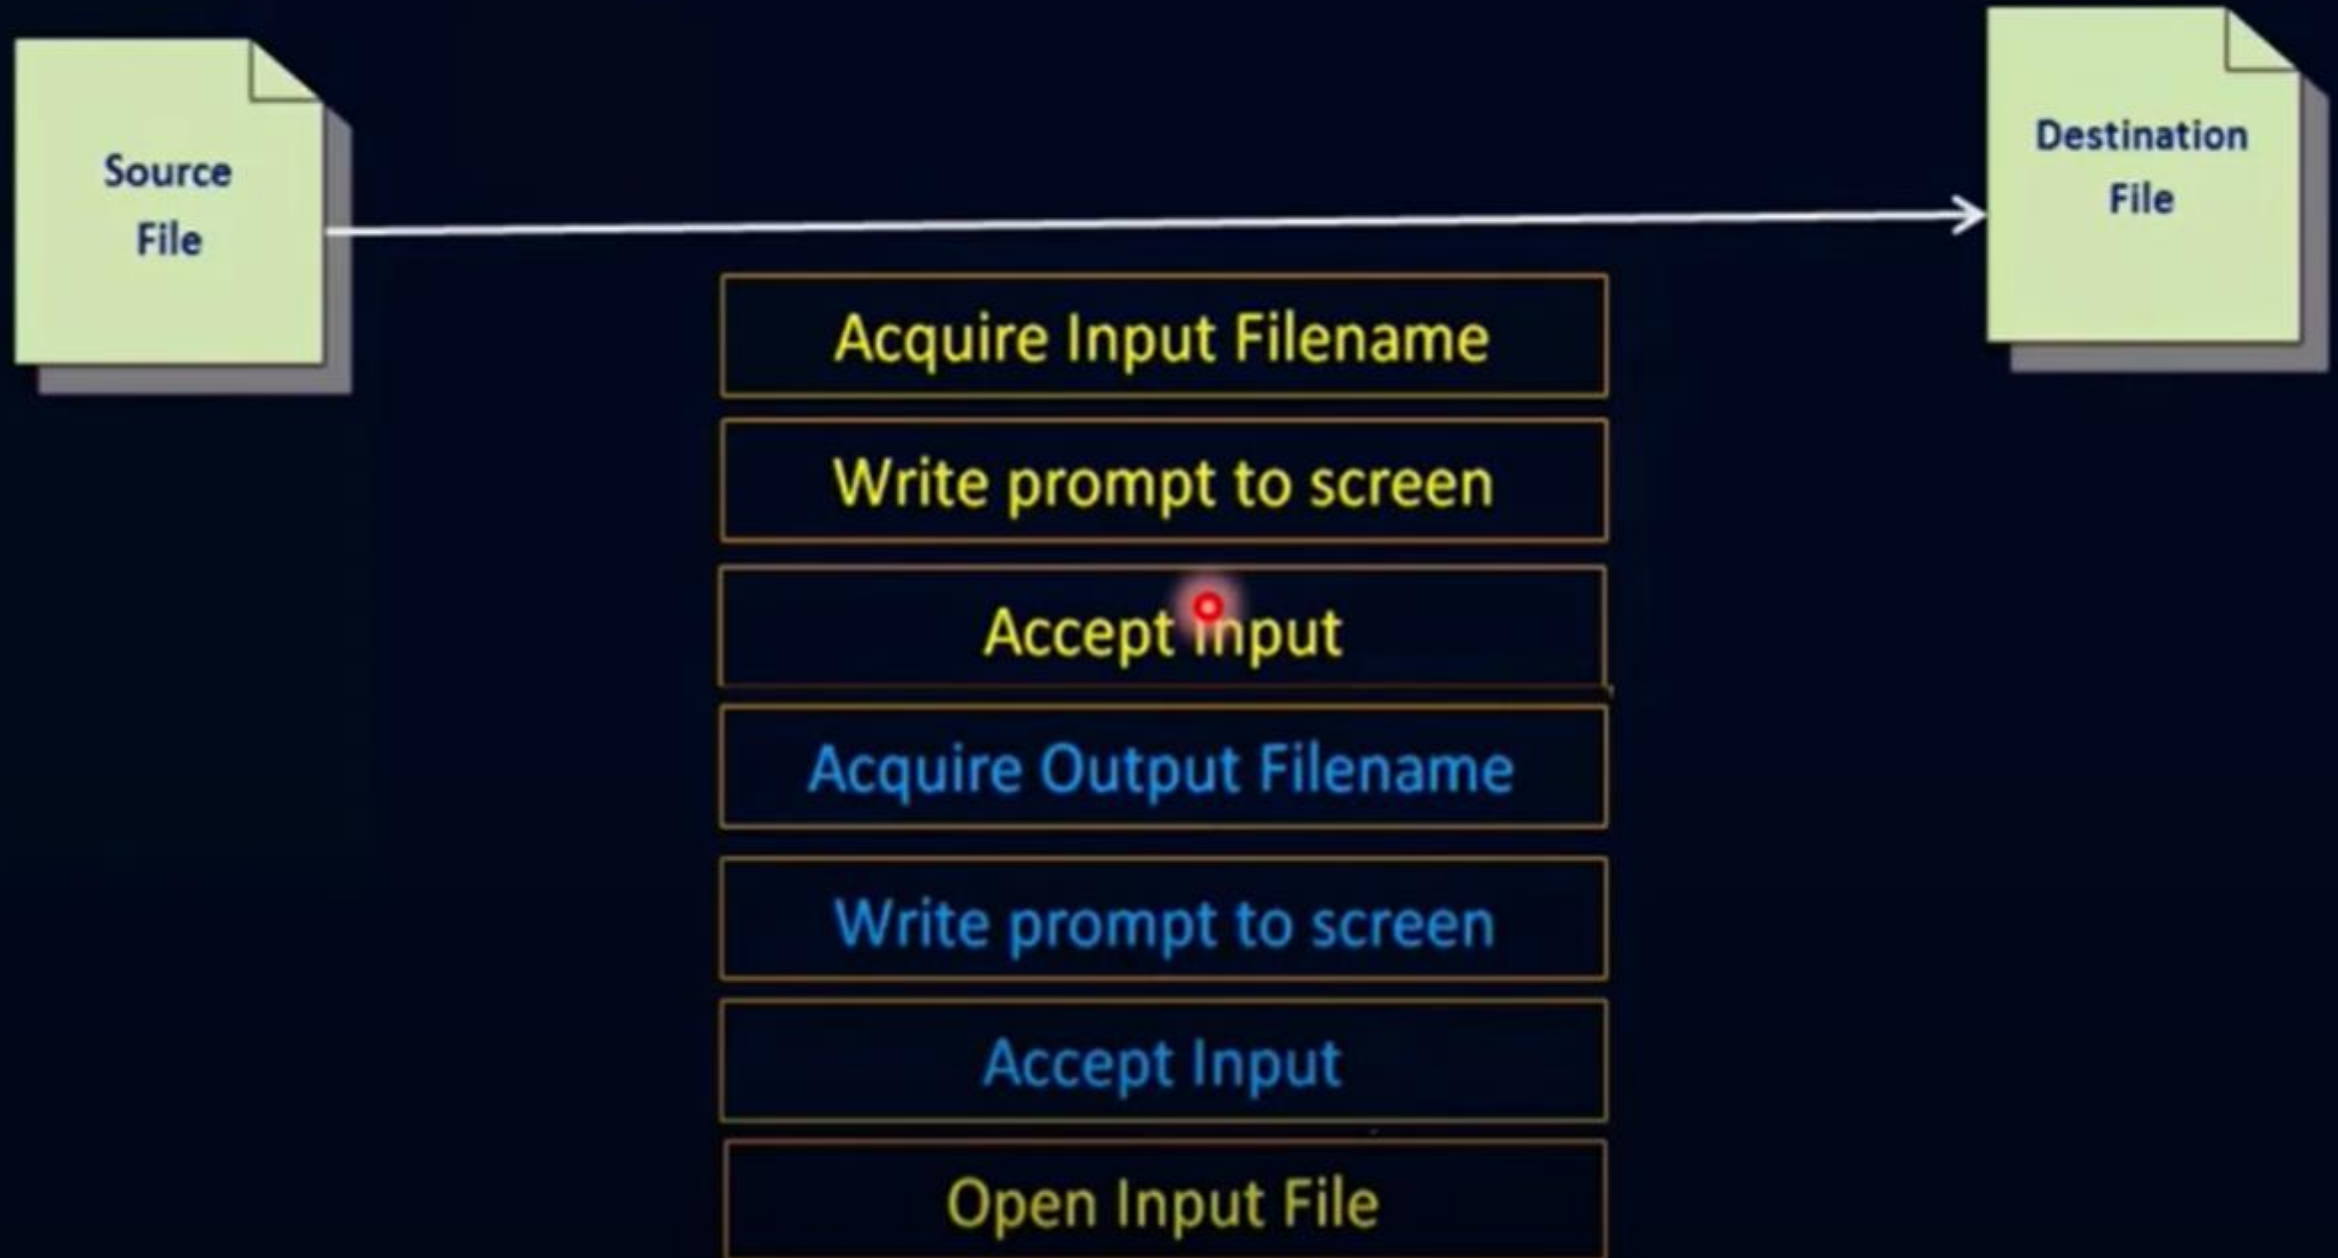 Source
File
Destination
File
Acquire Input Filename
Write prompt to screen
Accept Input
Acquire Output Filename
Write prompt to screen
Accept Input
Open Input File